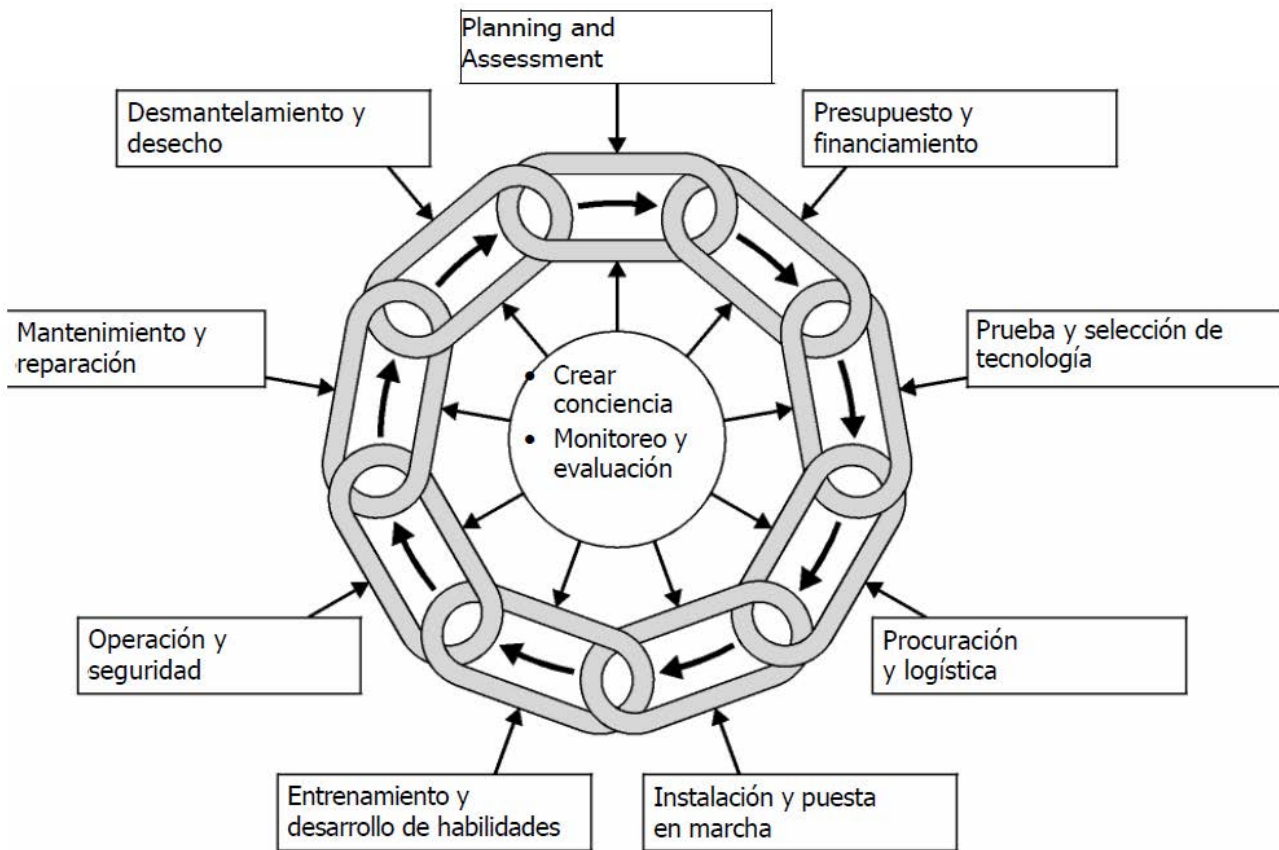 Planning and
Assessment
Presupuesto y
financiamiento
Prueba y selección de
tecnología
Procuración
y logística
Instalación y puesta
en marcha
Entrenamiento y
desarrollo de habilidades
Operación y
seguridad
Mantenimiento y
reparación
Desmantelamiento y
desecho
• Crear
conciencia
• Monitoreo y
evaluación